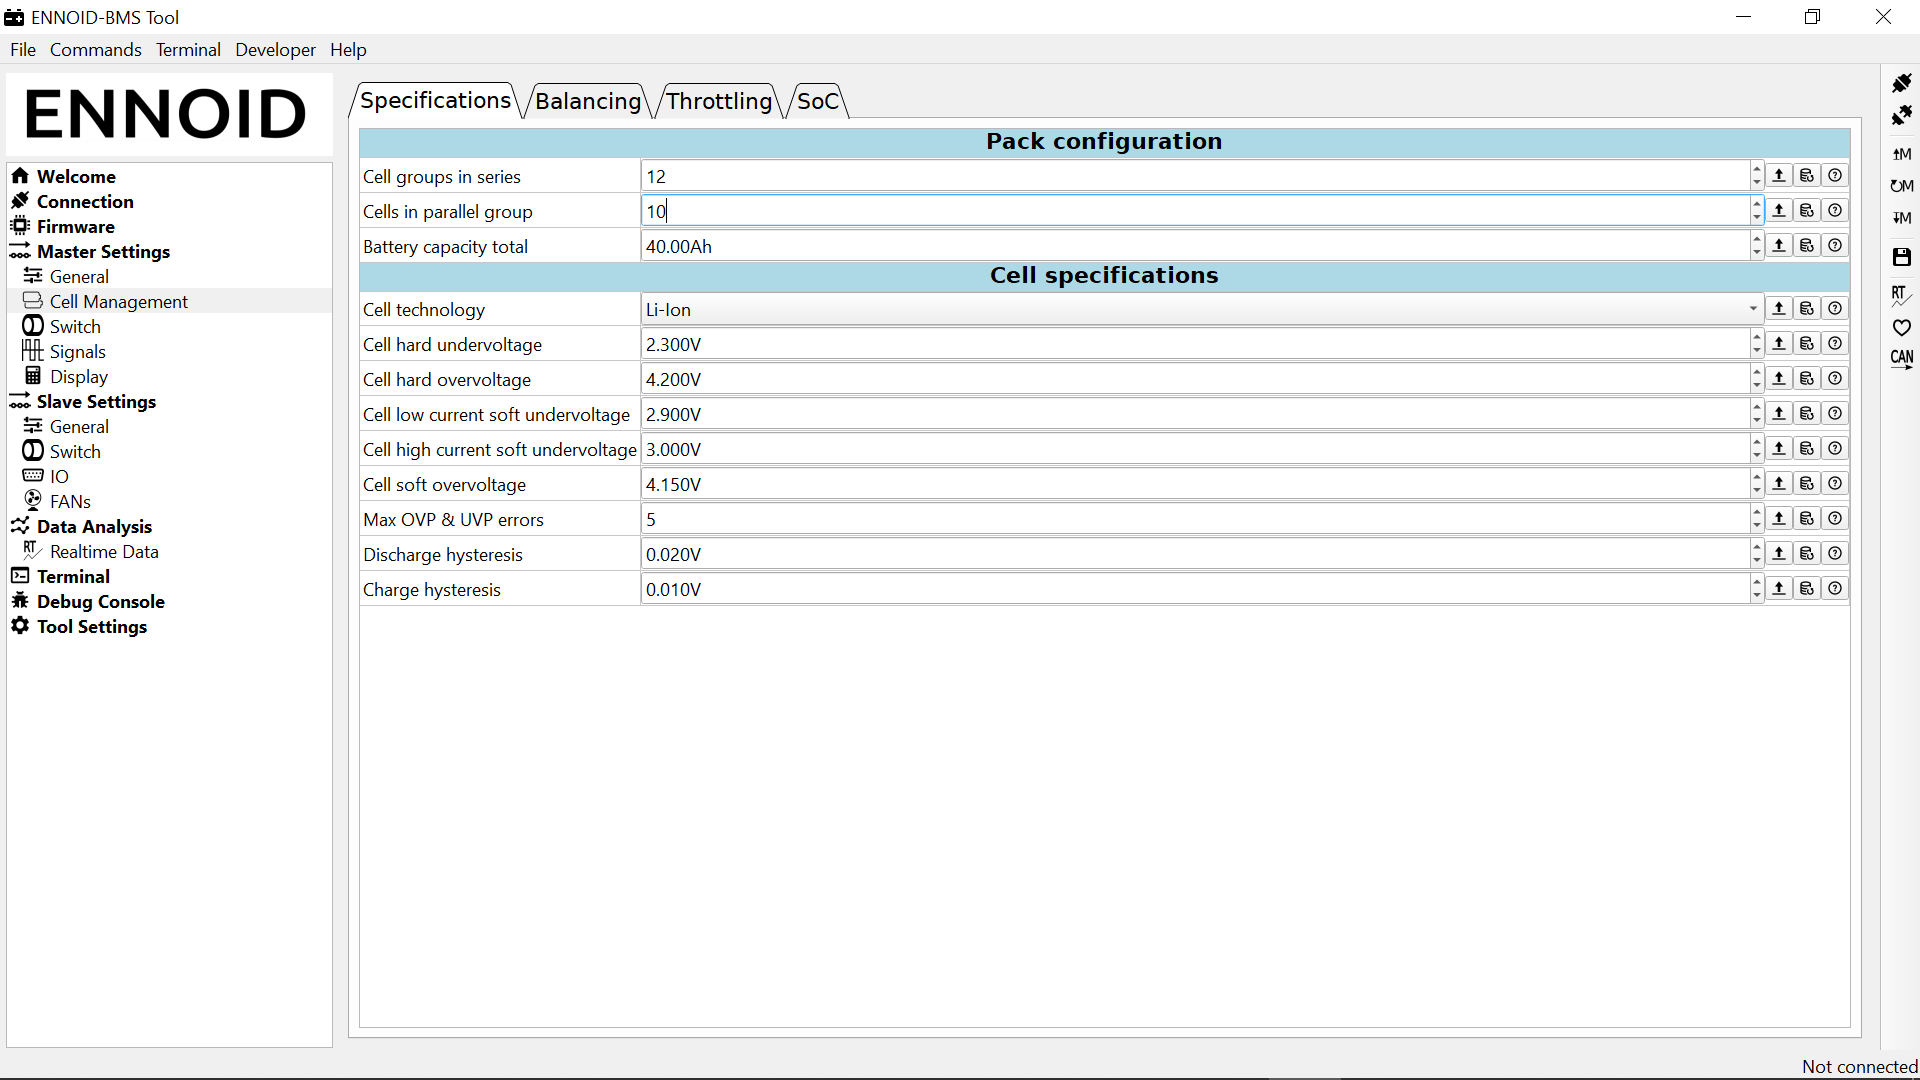 ENNOID-BMS Tool
File Commands Terminal Developer Help
ENNOID
Welcome
Connection
Firmware
Master Settings
General
Cell Management
Switch
Signals
Display
Slave Settings
General
Switch
IO
FANs
Data Analysis
RT Realtime Data
Terminal
Debug Console
Tool Settings
Specifications Balancing Throttling SoC
Pack configuration
Cell groups in series 12
Cells in parallel group 10
Battery capacity total 40.00Ah
Cell specifications
Cell technology Li-Ion
Cell hard undervoltage 2.300V
Cell hard overvoltage 4.200V
Cell low current soft undervoltage 2.900V
Cell high current soft undervoltage 3.000V
Cell soft overvoltage 4.150V
Max OVP & UVP errors 5
Discharge hysteresis 0.020V
Charge hysteresis 0.010V
M
M
M
RT
CAN
Not connected